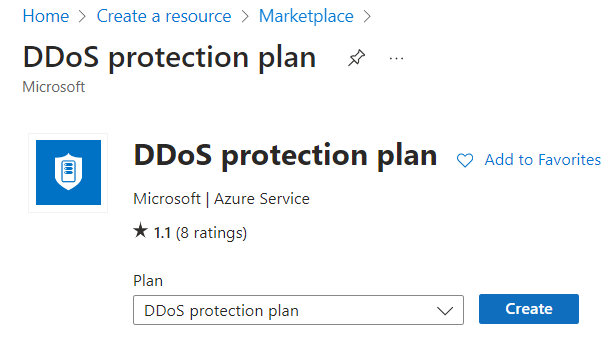 Home > Create a resource > Marketplace >
DDoS protection plan ...
Microsoft
DDoS protection plan Add to Favorites
Microsoft | Azure Service
★ 1.1 (8 ratings)
Plan
DDoS protection plan Create